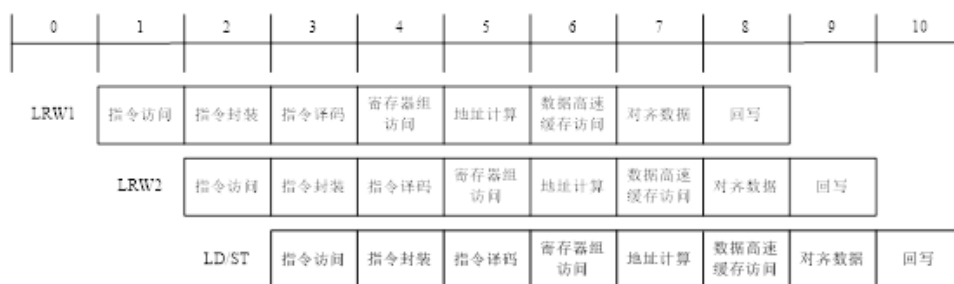 0 1 2 3 4 5 6 7 8 9 10
LRW1 指令访问 指令封装 指令译码 寄存器组访问 地址计算 数据高速缓存访问 对齐数据 回写
LRW2 指令访问 指令封装 指令译码 寄存器组访问 地址计算 数据高速缓存访问 对齐数据 回写
LD/ST 指令访问 指令封装 指令译码 寄存器组访问 地址计算 数据高速缓存访问 对齐数据 回写